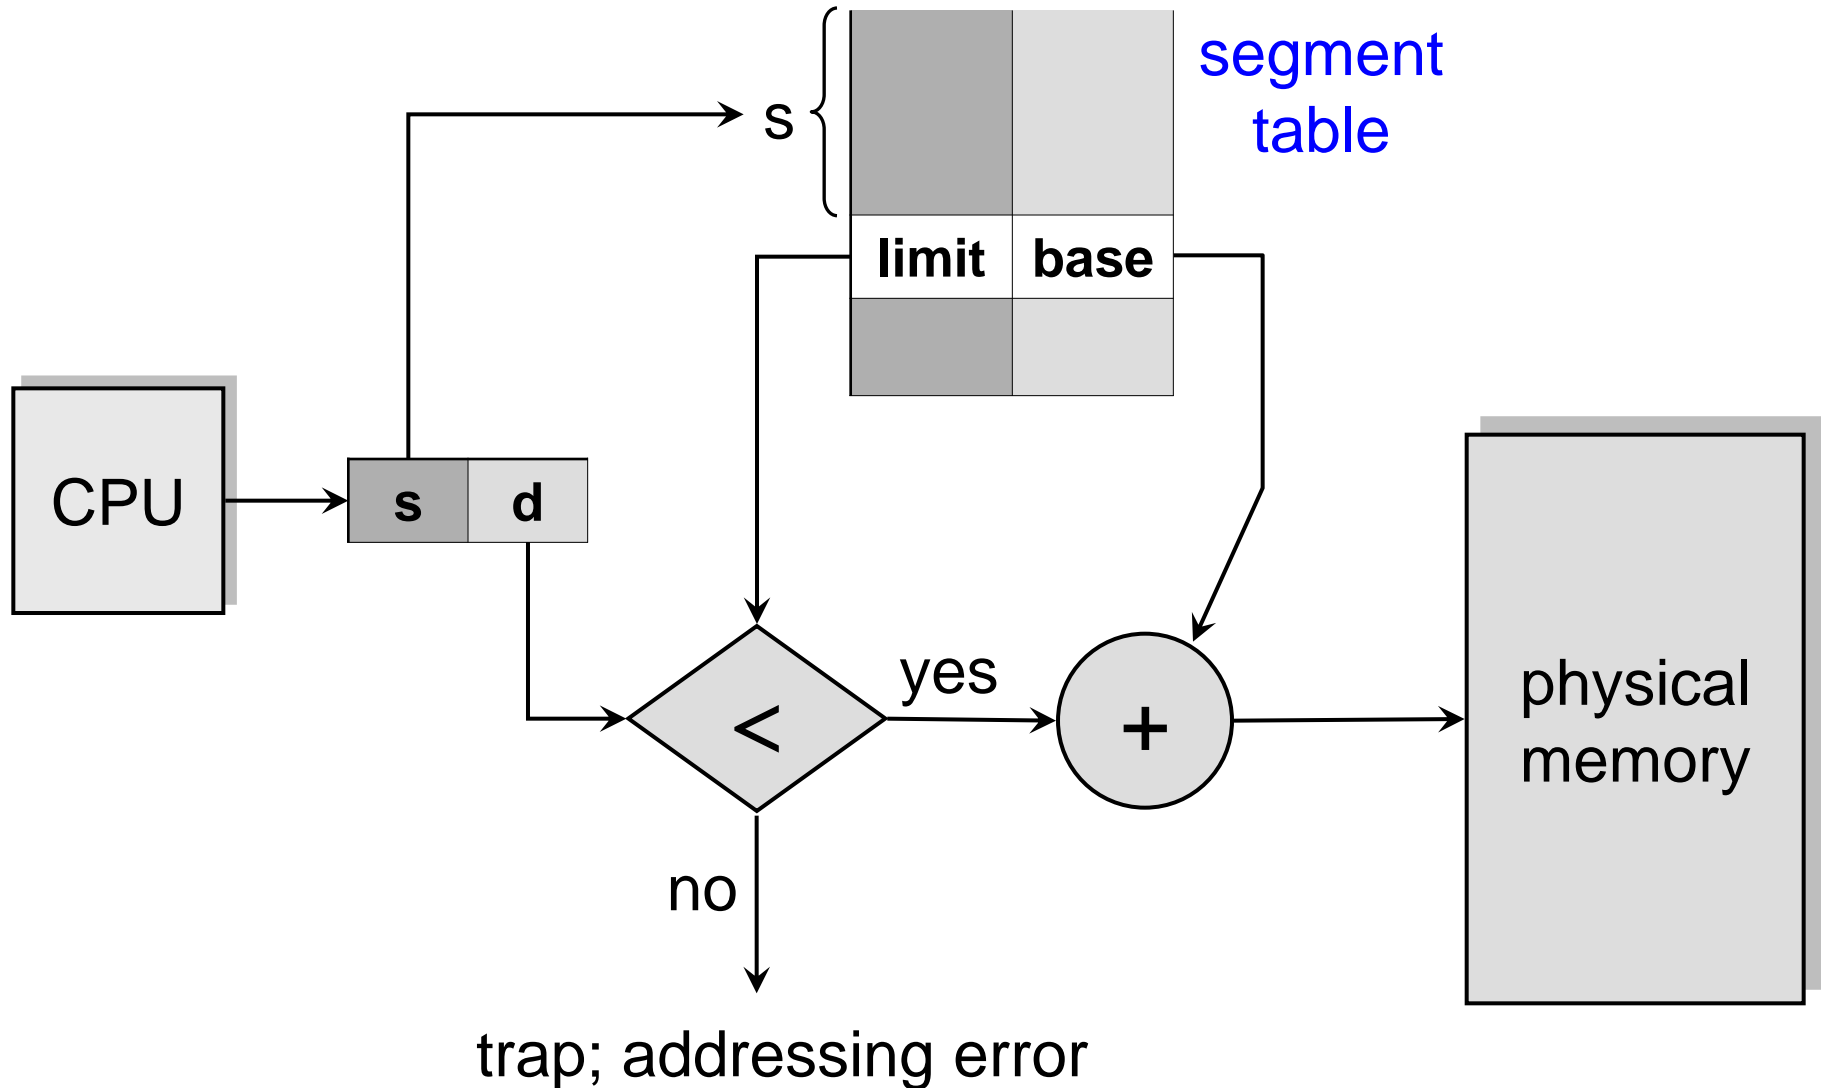 segment
table
s
limit base
CPU
s d
yes
<
+
physical
memory
no
trap; addressing error